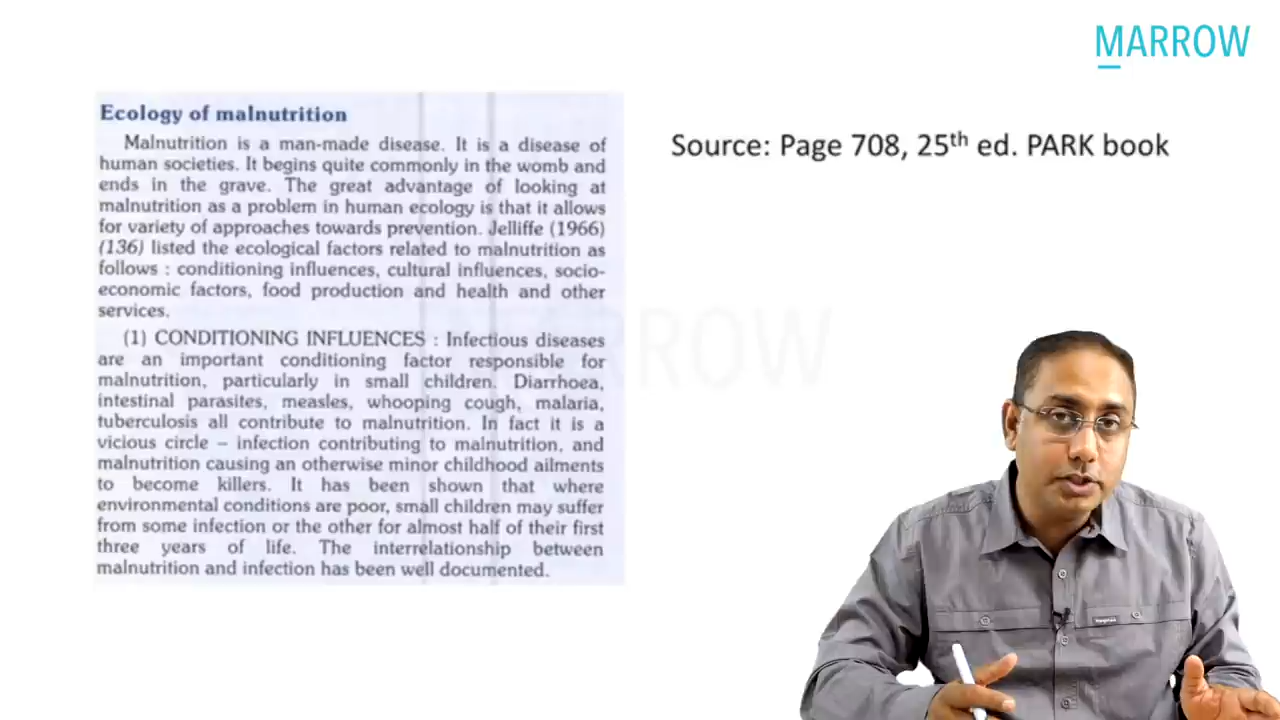 MARROW
Ecology of malnutrition
Malnutrition is a man-made disease. It is a disease of
human societies. It begins quite commonly in the womb and
ends in the grave. The great advantage of looking at
malnutrition as a problem in human ecology is that it allows
for variety of approaches towards prevention. Jelliffe (1966)
(136) listed the ecological factors related to malnutrition as
follows : conditioning influences, cultural influences, socio-
economic factors, food production and health and other
services.
(1) CONDITIONING INFLUENCES : Infectious diseases
are an important conditioning factor responsible for
malnutrition, particularly in small children. Diarrhoea,
intestinal parasites, measles, whooping cough, malaria,
tuberculosis all contribute to malnutrition. In fact it is a
vicious circle – infection contributing to malnutrition, and
malnutrition causing an otherwise minor childhood ailments
to become killers. It has been shown that where
environmental conditions are poor, small children may suffer
from some infection or the other for almost half of their first
three years of life. The interrelationship between
malnutrition and infection has been well documented.
Source: Page 708, 25th ed. PARK book
MARROW